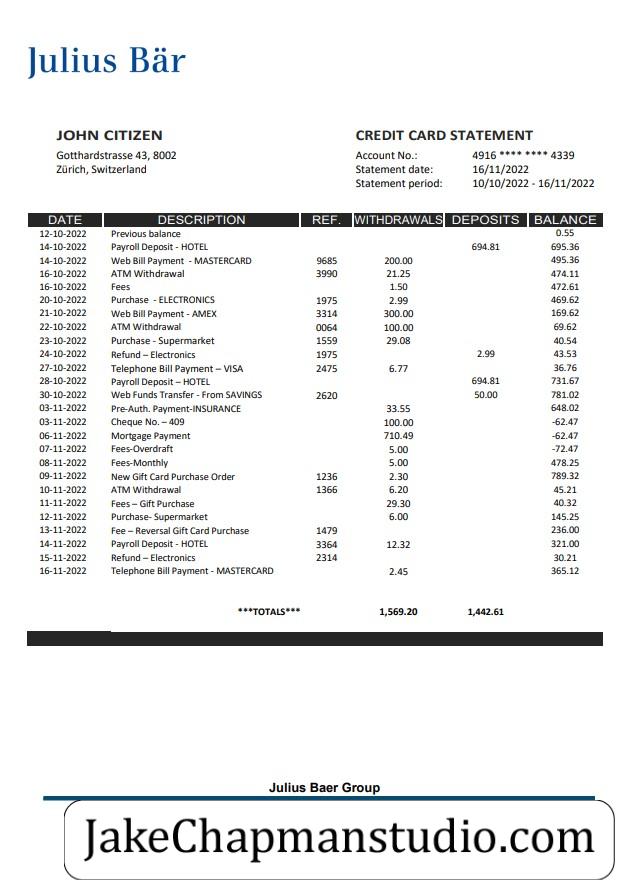 Julius Bär
JOHN CITIZEN
Gotthardstrasse 43, 8002
Zürich, Switzerland
CREDIT CARD STATEMENT
Account No.: 4916 **** **** 4339
Statement date: 16/11/2022
Statement period: 10/10/2022 - 16/11/2022
DATE DESCRIPTION REF. WITHDRAWALS DEPOSITS BALANCE
12-10-2022 Previous balance 0.55
14-10-2022 Payroll Deposit - HOTEL 694.81 695.36
14-10-2022 Web Bill Payment - MASTERCARD 9685 200.00 495.36
16-10-2022 ATM Withdrawal 3990 21.25 474.11
16-10-2022 Fees 1.50 472.61
20-10-2022 Purchase - ELECTRONICS 1975 2.99 469.62
21-10-2022 Web Bill Payment - AMEX 3314 300.00 169.62
22-10-2022 ATM Withdrawal 0064 100.00 69.62
23-10-2022 Purchase - Supermarket 1559 29.08 40.54
24-10-2022 Refund – Electronics 1975 2.99 43.53
27-10-2022 Telephone Bill Payment – VISA 2475 6.77 36.76
28-10-2022 Payroll Deposit – HOTEL 694.81 731.67
30-10-2022 Web Funds Transfer - From SAVINGS 2620 50.00 781.02
03-11-2022 Pre-Auth. Payment-INSURANCE 33.55 648.02
03-11-2022 Cheque No. – 409 100.00 -62.47
06-11-2022 Mortgage Payment 710.49 -62.47
07-11-2022 Fees-Overdraft 5.00 -72.47
08-11-2022 Fees-Monthly 5.00 478.25
09-11-2022 New Gift Card Purchase Order 1236 2.30 789.32
10-11-2022 ATM Withdrawal 1366 6.20 45.21
11-11-2022 Fees – Gift Purchase 29.30 40.32
12-11-2022 Purchase- Supermarket 6.00 145.25
13-11-2022 Fee – Reversal Gift Card Purchase 1479 236.00
14-11-2022 Payroll Deposit - HOTEL 3364 12.32 321.00
15-11-2022 Refund – Electronics 2314 30.21
16-11-2022 Telephone Bill Payment - MASTERCARD 2.45 365.12
***TOTALS*** 1,569.20 1,442.61
Julius Baer Group
JakeChapmanstudio.com